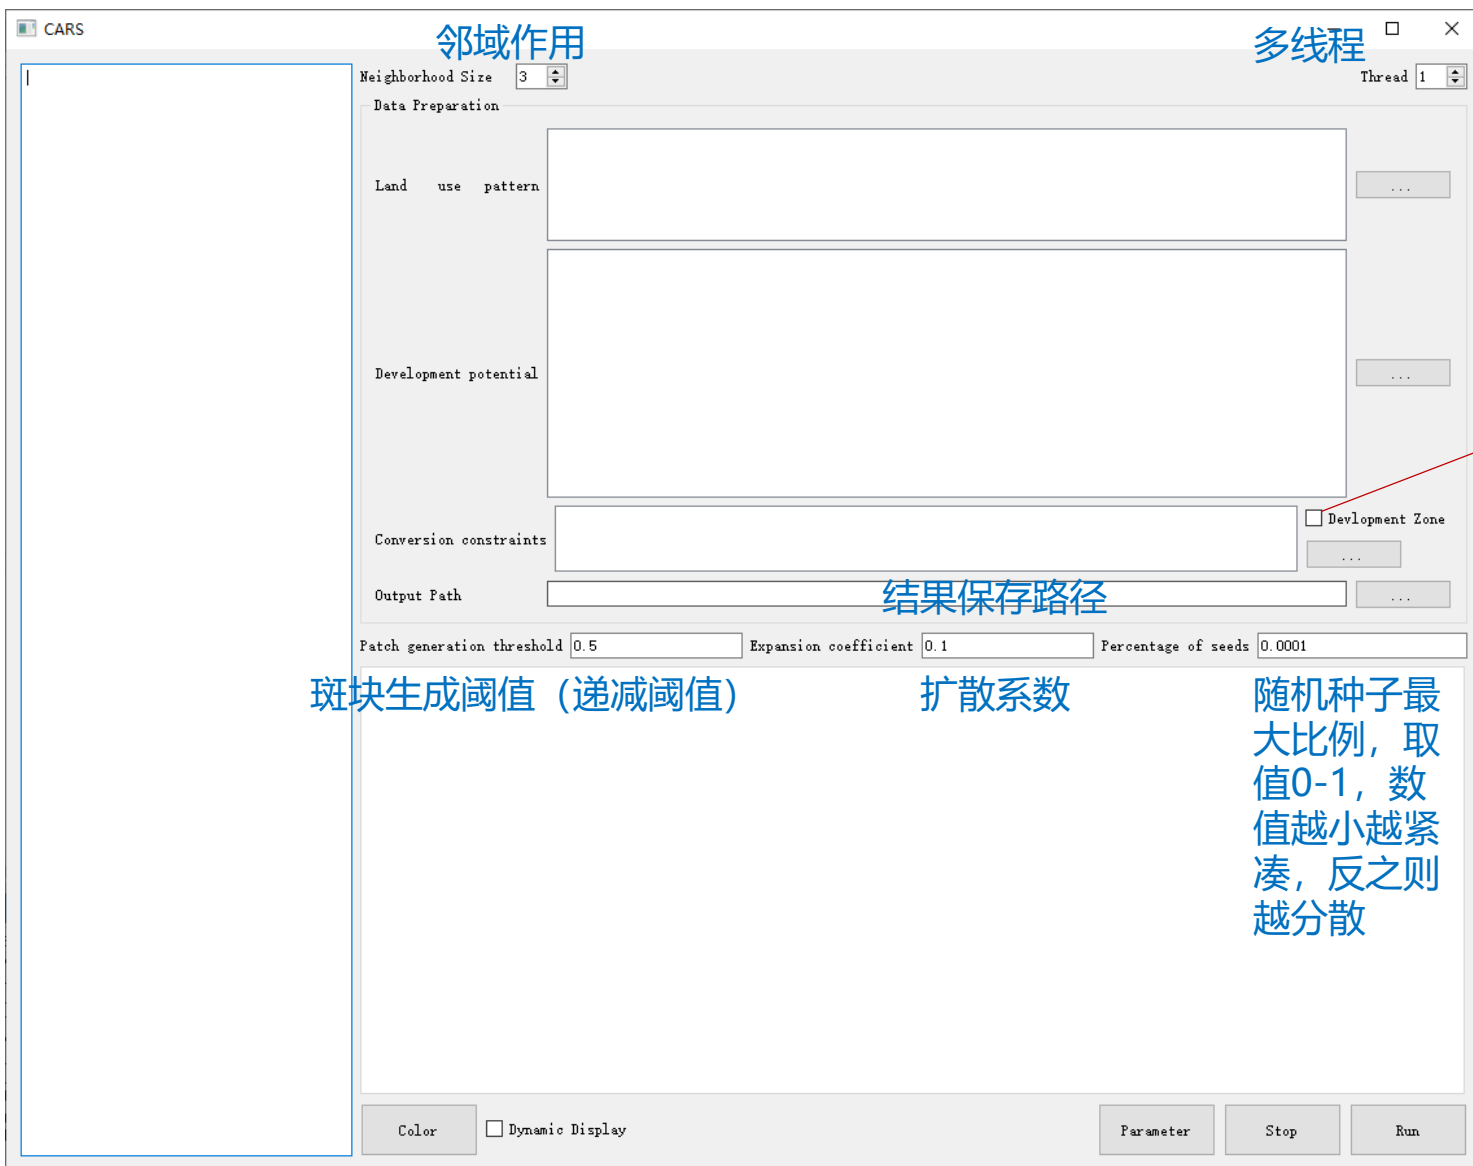 CARS
邻域作用
多线程
Neighborhood Size 3
Thread 1
Data Preparation
Land use pattern
...
Development potential
...
Devlopment Zone
Conversion constraints
...
结果保存路径
Output Path
...
Patch generation threshold 0.5
Expansion coefficient 0.1
Percentage of seeds 0.0001
斑块生成阈值（递减阈值）
扩散系数
随机种子最
大比例，取
值0-1，数
值越小越紧
凑，反之则
越分散
Color
Dynamic Display
Parameter
Stop
Run